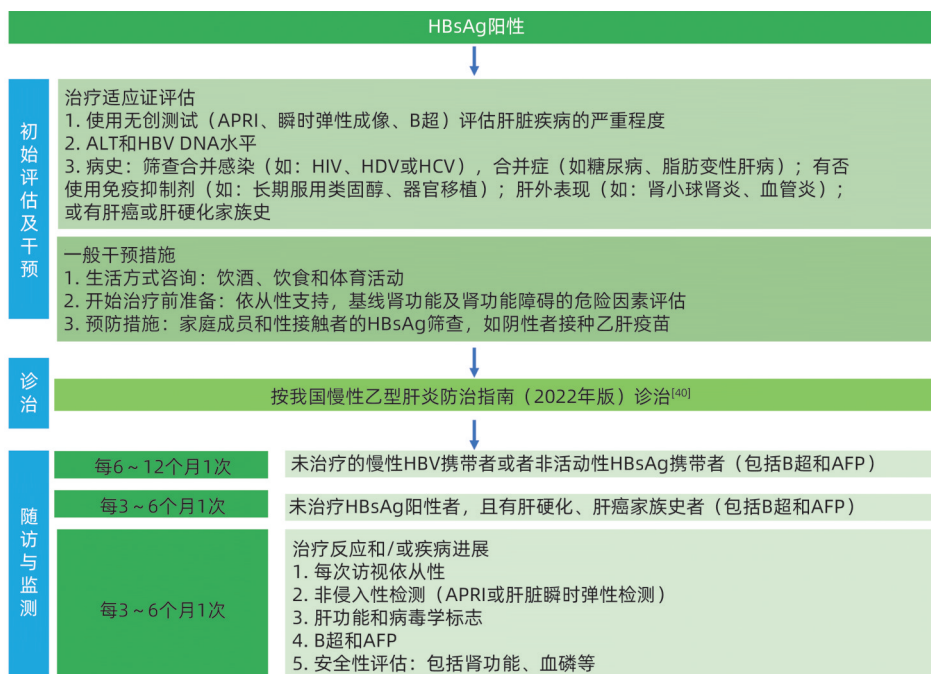 HBsAg阳性
初始评估及干预
治疗适应证评估
1. 使用无创测试（APRI、瞬时弹性成像、B超）评估肝脏疾病的严重程度
2. ALT和HBV DNA水平
3. 病史：筛查合并感染（如：HIV、HDV或HCV），合并症（如糖尿病、脂肪变性肝病）；有否
使用免疫抑制剂（如：长期服用类固醇、器官移植）；肝外表现（如：肾小球肾炎、血管炎）；
或有肝癌或肝硬化家族史
一般干预措施
1. 生活方式咨询：饮酒、饮食和体育活动
2. 开始治疗前准备：依从性支持，基线肾功能及肾功能障碍的危险因素评估
3. 预防措施：家庭成员和性接触者的HBsAg筛查，如阴性者接种乙肝疫苗
诊治
按我国慢性乙型肝炎防治指南（2022年版）诊治[40]
随访与监测
每6～12个月1次
未治疗的慢性HBV携带者或者非活动性HBsAg携带者（包括B超和AFP）
每3～6个月1次
未治疗HBsAg阳性者，且有肝硬化、肝癌家族史者（包括B超和AFP）
每3～6个月1次
治疗反应和/或疾病进展
1. 每次访视依从性
2. 非侵入性检测（APRI或肝脏瞬时弹性检测）
3. 肝功能和病毒学标志
4. B超和AFP
5. 安全性评估：包括肾功能、血磷等